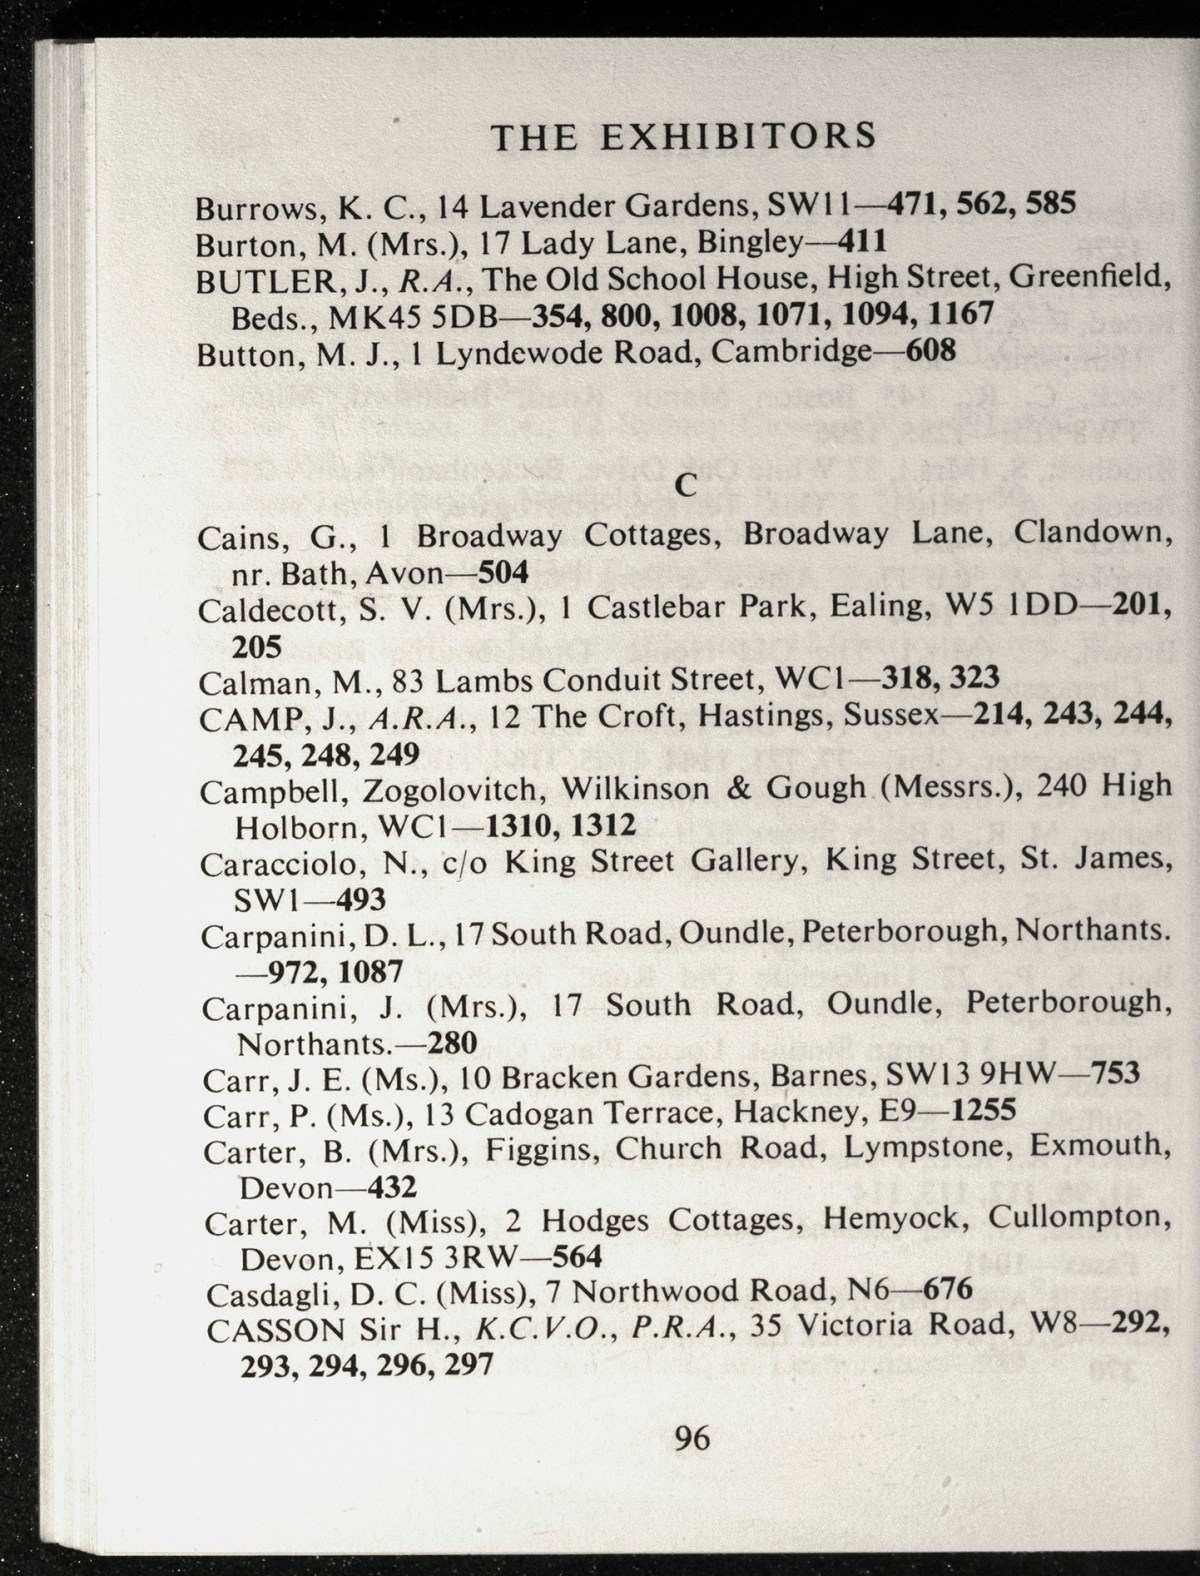 THE EXHIBITORS
Burrows, K. C., 14 Lavender Gardens, SW11—471, 562, 585
Burton, M. (Mrs.), 17 Lady Lane, Bingley—411
BUTLER, J., R.A., The Old School House, High Street, Greenfield,
Beds., MK45 5DB—354, 800, 1008, 1071, 1094, 1167
Button, M. J., 1 Lyndewode Road, Cambridge—608
C
Cains, G., 1 Broadway Cottages, Broadway Lane, Clandown,
nr. Bath, Avon—504
Caldecott, S. V. (Mrs.), 1 Castlebar Park, Ealing, W5 1DD—201,
205
Calman, M., 83 Lambs Conduit Street, WC1—318, 323
CAMP, J., A.R.A., 12 The Croft, Hastings, Sussex—214, 243, 244,
245, 248, 249
Campbell, Zogolovitch, Wilkinson & Gough (Messrs.), 240 High
Holborn, WC1—1310, 1312
Caracciolo, N., c/o King Street Gallery, King Street, St. James,
SW1—493
Carpanini, D. L., 17 South Road, Oundle, Peterborough, Northants.
—972, 1087
Carpanini, J. (Mrs.), 17 South Road, Oundle, Peterborough,
Northants.—280
Carr, J. E. (Ms.), 10 Bracken Gardens, Barnes, SW13 9HW—753
Carr, P. (Ms.), 13 Cadogan Terrace, Hackney, E9—1255
Carter, B. (Mrs.), Figgins, Church Road, Lympstone, Exmouth,
Devon—432
Carter, M. (Miss), 2 Hodges Cottages, Hemyock, Cullompton,
Devon, EX15 3RW—564
Casdagli, D. C. (Miss), 7 Northwood Road, N6—676
CASSON Sir H., K.C.V.O., P.R.A., 35 Victoria Road, W8—292,
293, 294, 296, 297
96